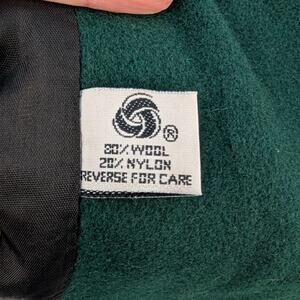 ®
80% WOOL
20% NYLON
REVERSE FOR CARE